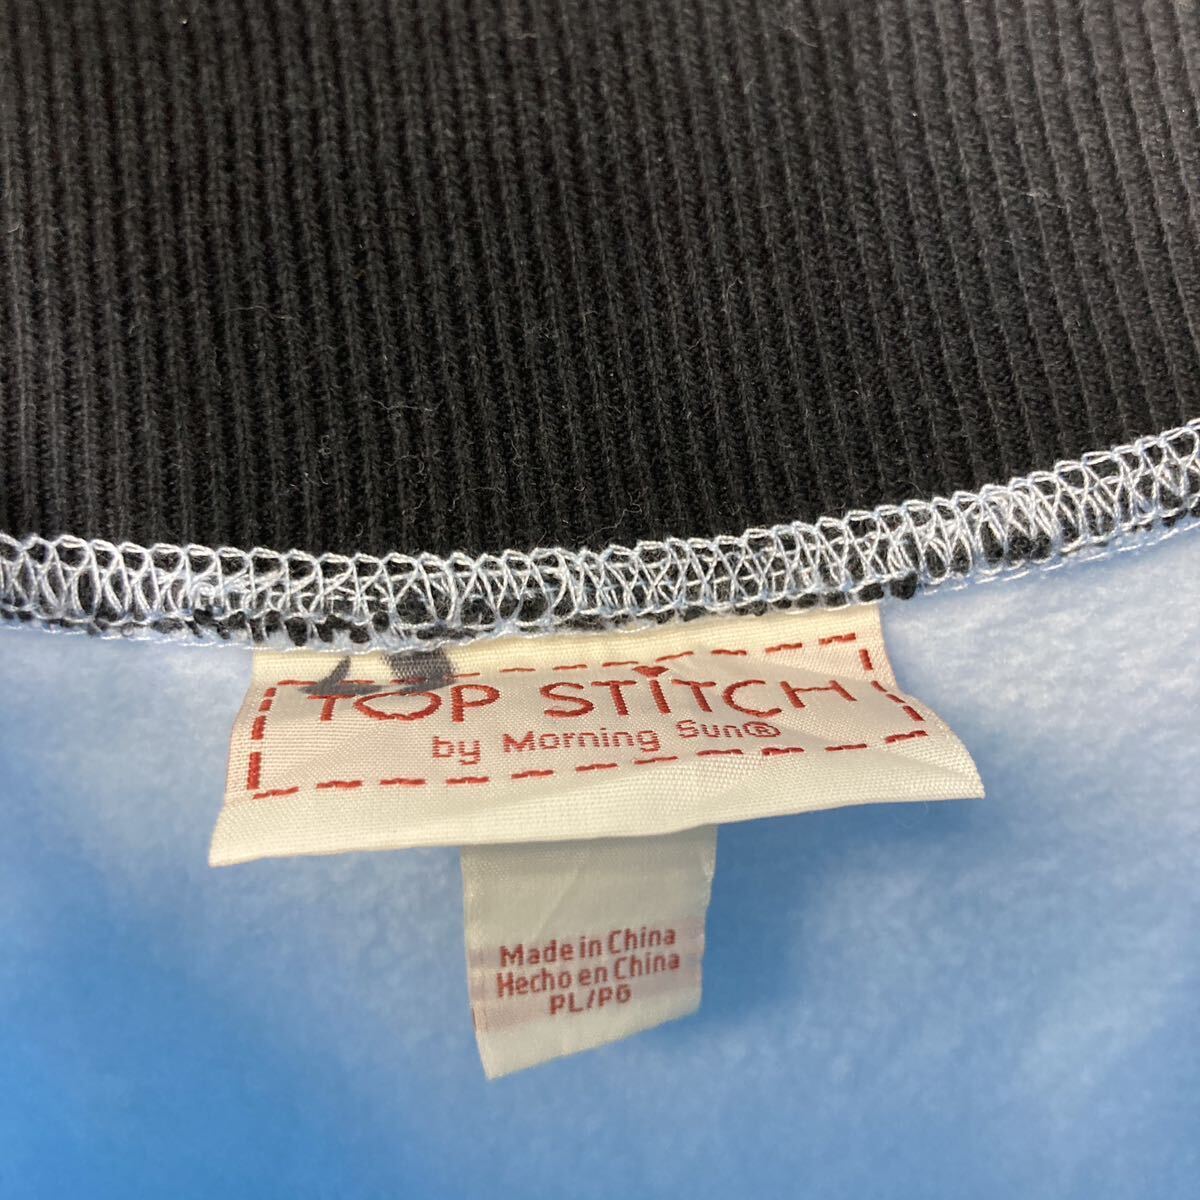 TOP STITCH
by Morning Sun®
Made in China
Hecho en China
PL/PG